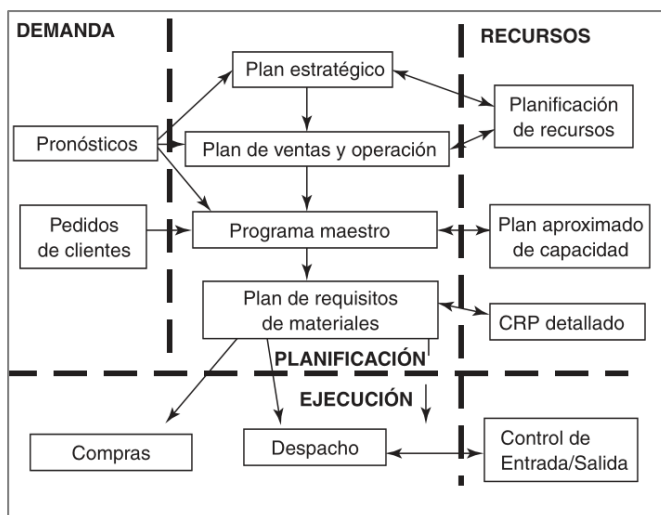 DEMANDA
RECURSOS
Plan estratégico
Planificación
de recursos
Pronósticos
Plan de ventas y operación
Pedidos
de clientes
Programa maestro
Plan aproximado
de capacidad
Plan de requisitos
de materiales
CRP detallado
PLANIFICACIÓN
EJECUCIÓN
Compras
Despacho
Control de
Entrada/Salida